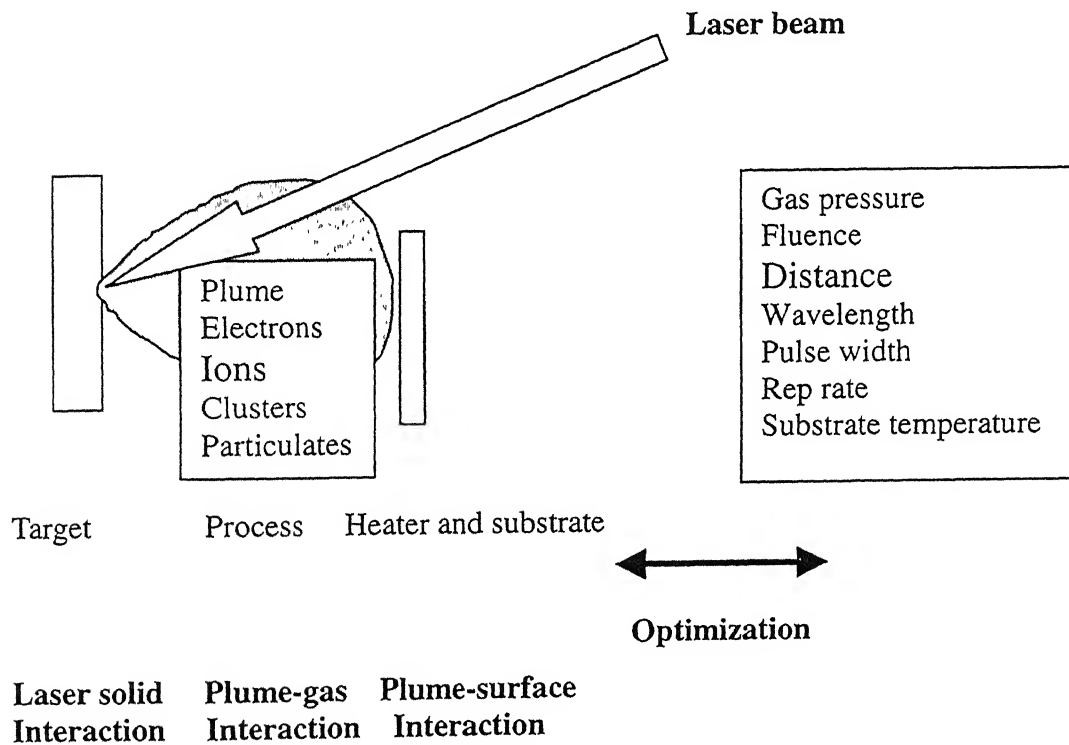 Laser beam
Gas pressure
Fluence
Distance
Wavelength
Pulse width
Rep rate
Substrate temperature
Plume
Electrons
Ions
Clusters
Particulates
Target Process Heater and substrate
Optimization
Laser solid Plume-gas Plume-surface
Interaction Interaction Interaction